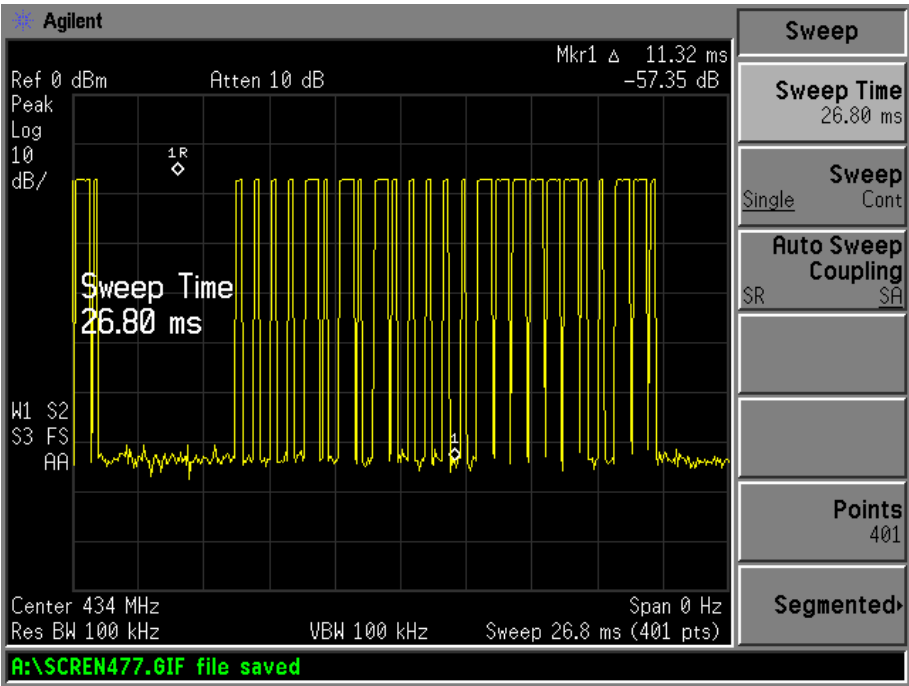 Agilent
Mkr1 Δ 11.32 ms
Ref 0 dBm Atten 10 dB -57.35 dB
Peak
Log
10
dB/
1R
Sweep Time
26.80 ms
W1 S2
S3 FS
AA
1
Center 434 MHz Span 0 Hz
Res BW 100 kHz VBW 100 kHz Sweep 26.8 ms (401 pts)
A:\SCREN477.GIF file saved
Sweep
Sweep Time
26.80 ms
Sweep
Single Cont
Auto Sweep
Coupling
SR SA
Points
401
Segmented